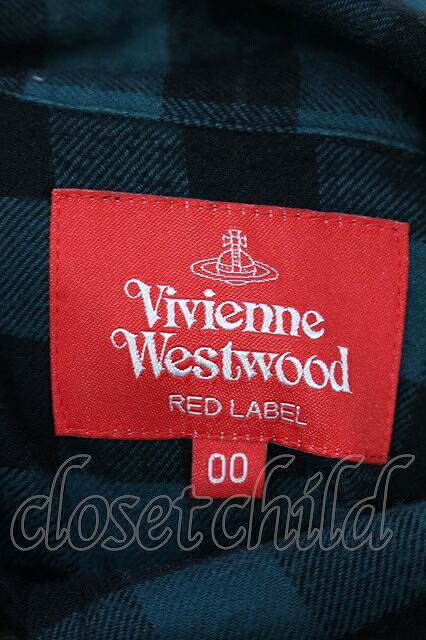 Vivienne
Westwood
RED LABEL
00
closet child